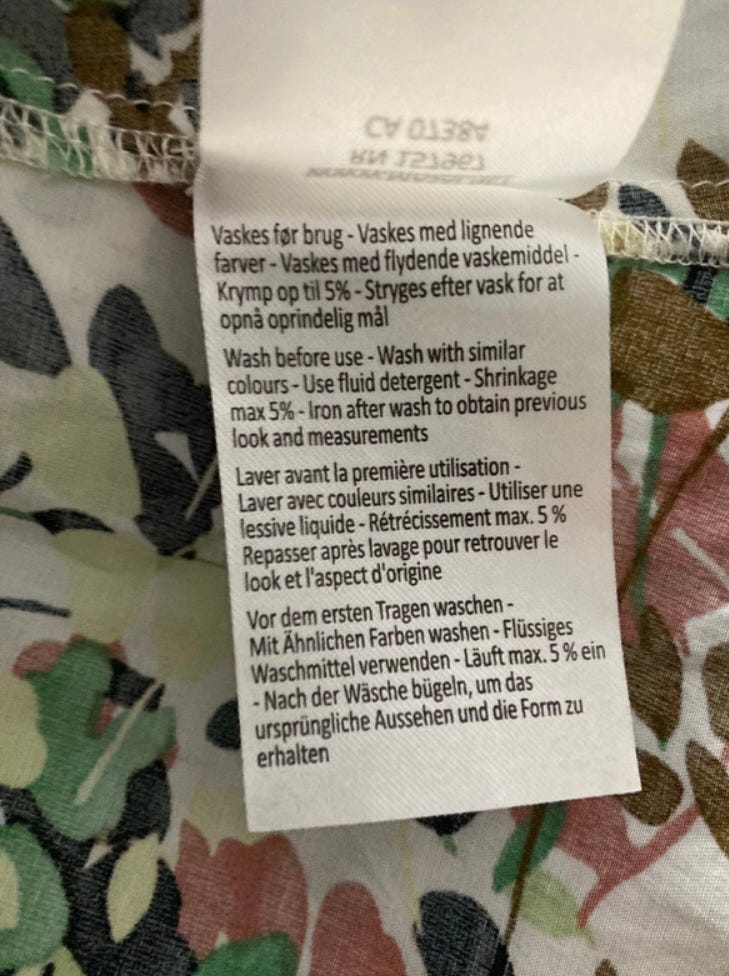 CA 07384
RN 157967
Vaskes før brug - Vaskes med lignende
farver - Vaskes med flydende vaskemiddel -
Krymp op til 5% - Stryges efter vask for at
opnå oprindelig mål
Wash before use - Wash with similar
colours - Use fluid detergent - Shrinkage
max 5% - Iron after wash to obtain previous
look and measurements
Laver avant la première utilisation -
Laver avec couleurs similaires - Utiliser une
lessive liquide - Rétrécissement max. 5 %
Repasser après lavage pour retrouver le
look et l'aspect d'origine
Vor dem ersten Tragen waschen -
Mit Ähnlichen Farben washen - Flüssiges
Waschmittel verwenden - Läuft max. 5 % ein
- Nach der Wäsche bügeln, um das
ursprüngliche Aussehen und die Form zu
erhalten